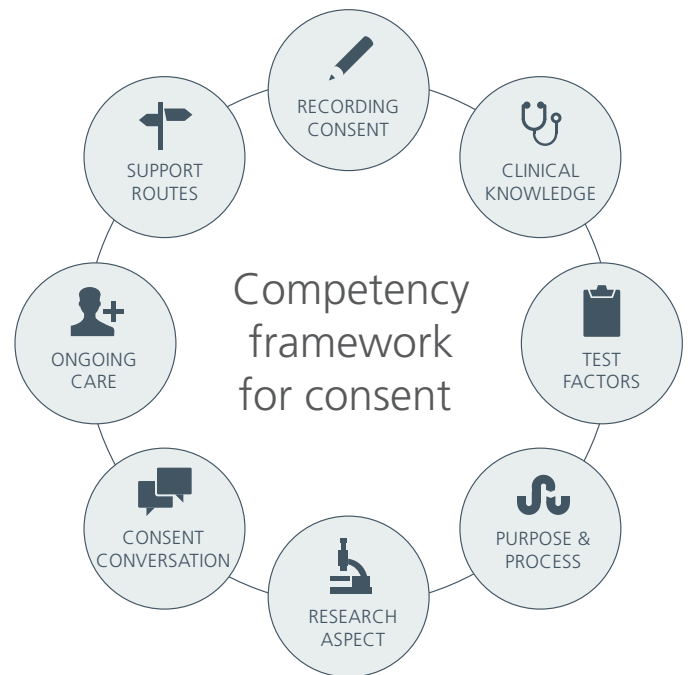 RECORDING
CONSENT
CLINICAL
KNOWLEDGE
SUPPORT
ROUTES
Competency
framework
for consent
TEST
FACTORS
ONGOING
CARE
PURPOSE &
PROCESS
CONSENT
CONVERSATION
RESEARCH
ASPECT